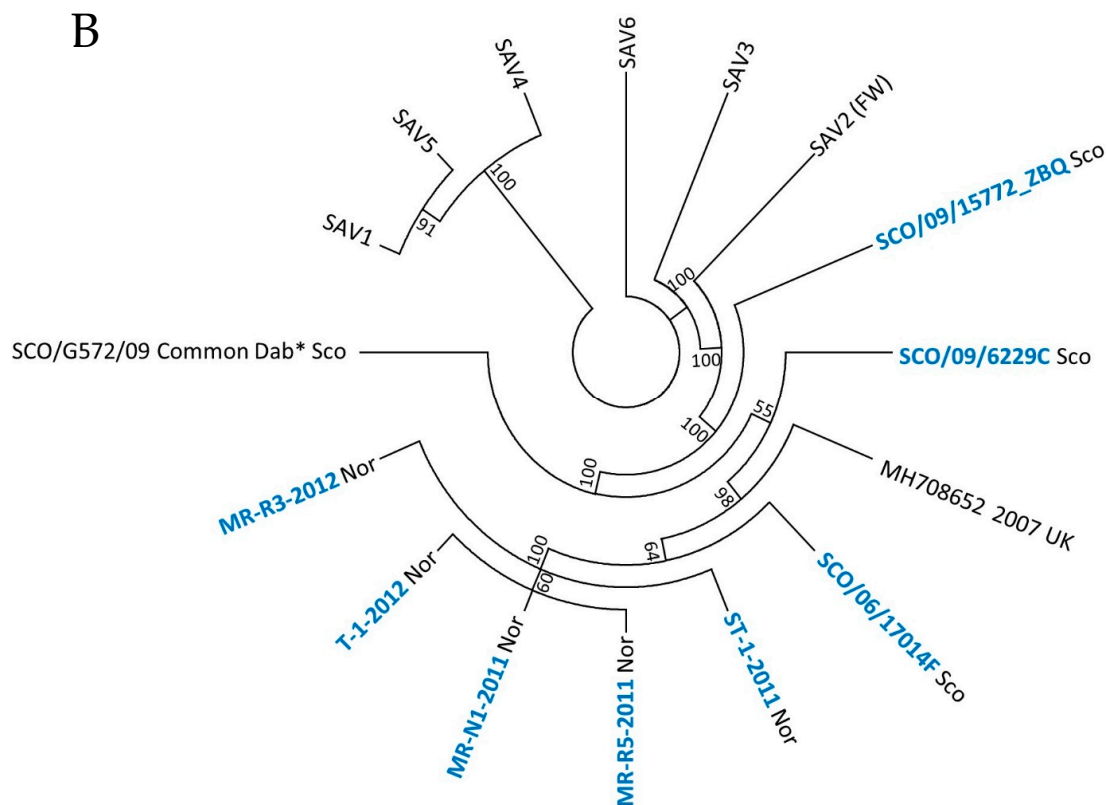 B
SAV6
SAV4
SAV3
SAV5
SAV2 (FW)
SAV1
SCO/09/15772_ZBQ Sco
100
91
100
100
SCO/G572/09 Common Dab* Sco
SCO/09/6229C Sco
55
100
100
98
MH708652_2007 UK
MR-R3-2012 Nor
64
100
60
T-1-2012 Nor
SCO/06/17014F Sco
MR-N1-2011 Nor
MR-R5-2011 Nor
ST-1-2011 Nor